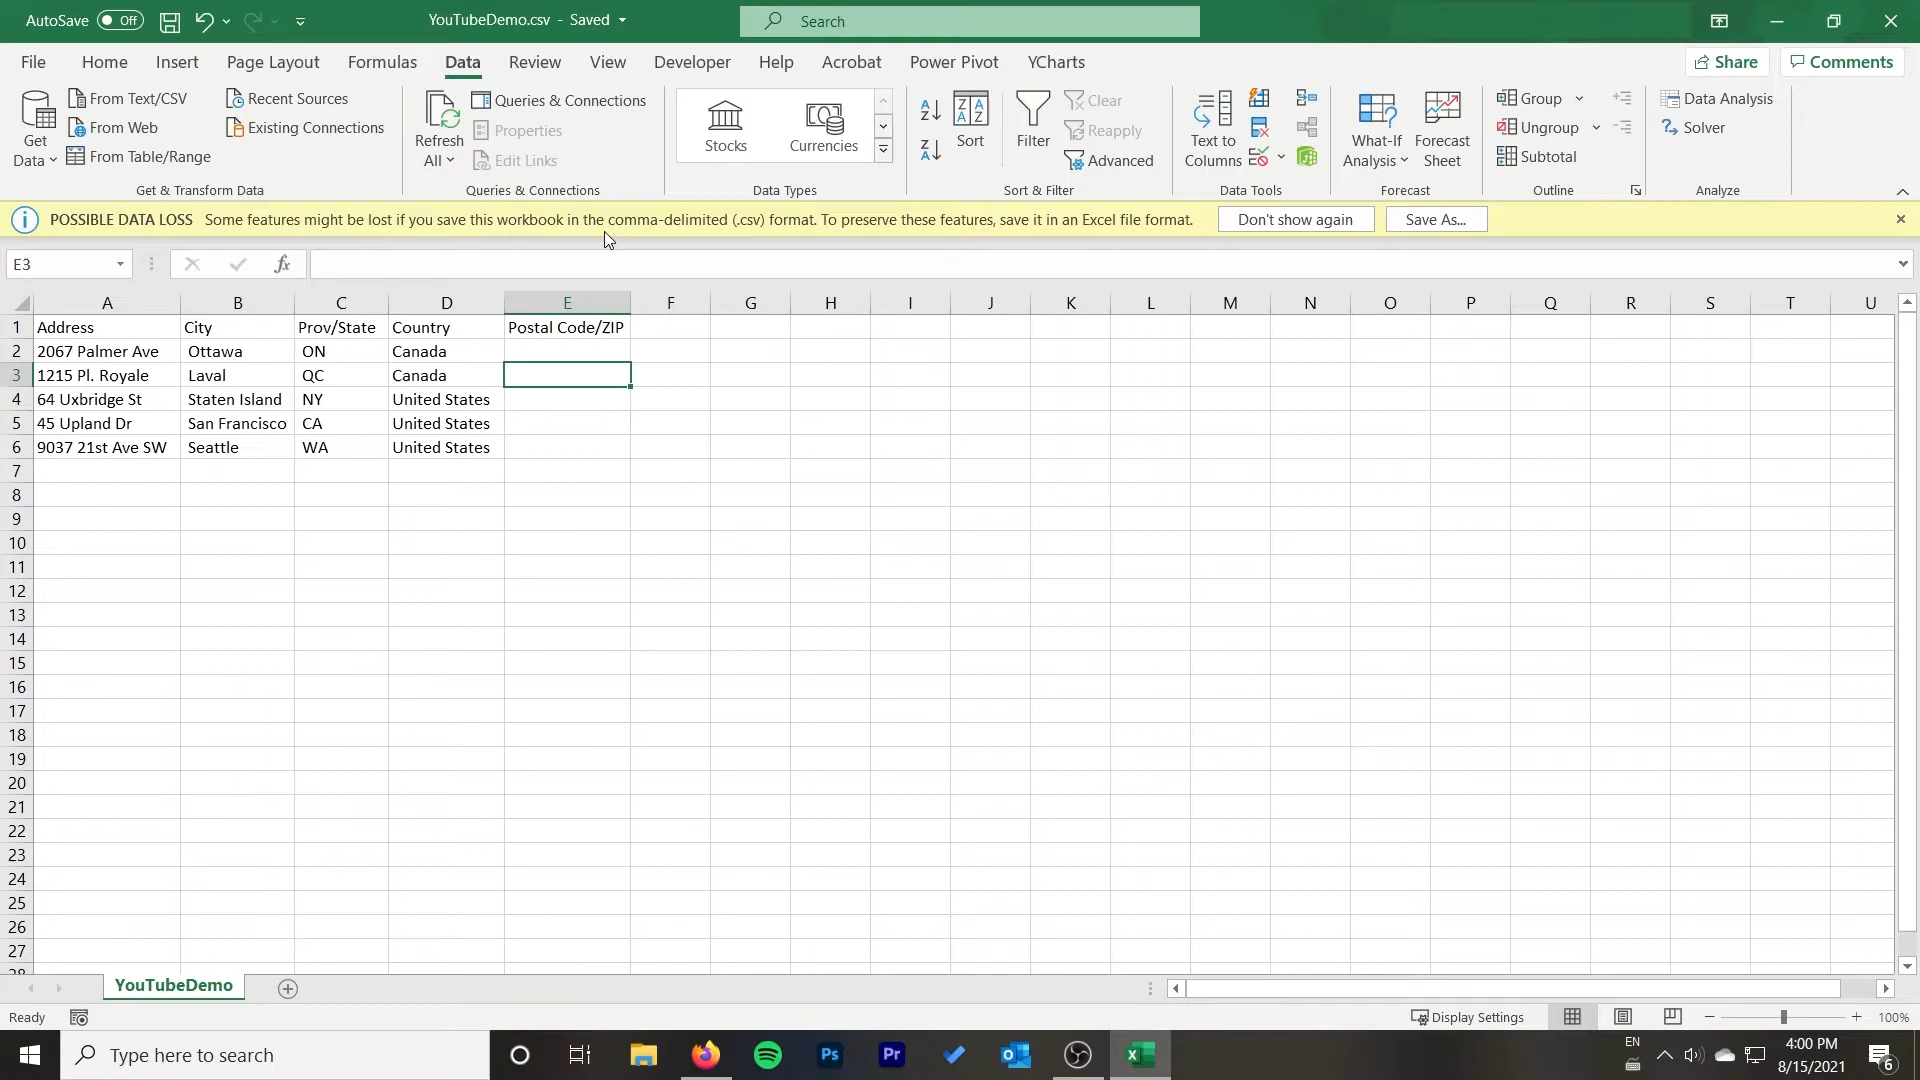 AutoSave Off YouTubeDemo.csv - Saved Search
File Home Insert Page Layout Formulas Data Review View Developer Help Acrobat Power Pivot YCharts Share Comments
Get Data
From Text/CSV
From Web
From Table/Range
Recent Sources
Existing Connections
Get & Transform Data
Refresh All
Queries & Connections
Properties
Edit Links
Queries & Connections
Stocks Currencies
Data Types
Sort
Filter
Clear
Reapply
Advanced
Sort & Filter
Text to Columns
Data Tools
What-If Analysis
Forecast Sheet
Forecast
Group
Ungroup
Subtotal
Outline
Data Analysis
Solver
Analyze
POSSIBLE DATA LOSS Some features might be lost if you save this workbook in the comma-delimited (.csv) format. To preserve these features, save it in an Excel file format. Don't show again Save As...
E3 fx
A B C D E F G H I J K L M N O P Q R S T U
1 Address City Prov/State Country Postal Code/ZIP
2 2067 Palmer Ave Ottawa ON Canada
3 1215 Pl. Royale Laval QC Canada
4 64 Uxbridge St Staten Island NY United States
5 45 Upland Dr San Francisco CA United States
6 9037 21st Ave SW Seattle WA United States
7
8
9
10
11
12
13
14
15
16
17
18
19
20
21
22
23
24
25
26
27
28
YouTubeDemo
Ready Display Settings 100%
Type here to search Ps Pr EN 4:00 PM
8/15/2021 6